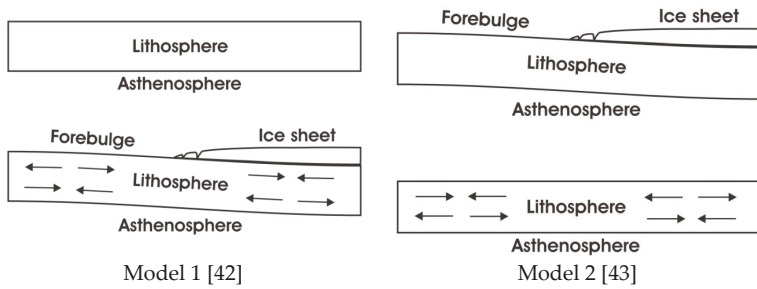 Lithosphere
Asthenosphere
Forebulge Ice sheet
Lithosphere
Asthenosphere
Model 1 [42]
Forebulge Ice sheet
Lithosphere
Asthenosphere
Lithosphere
Asthenosphere
Model 2 [43]